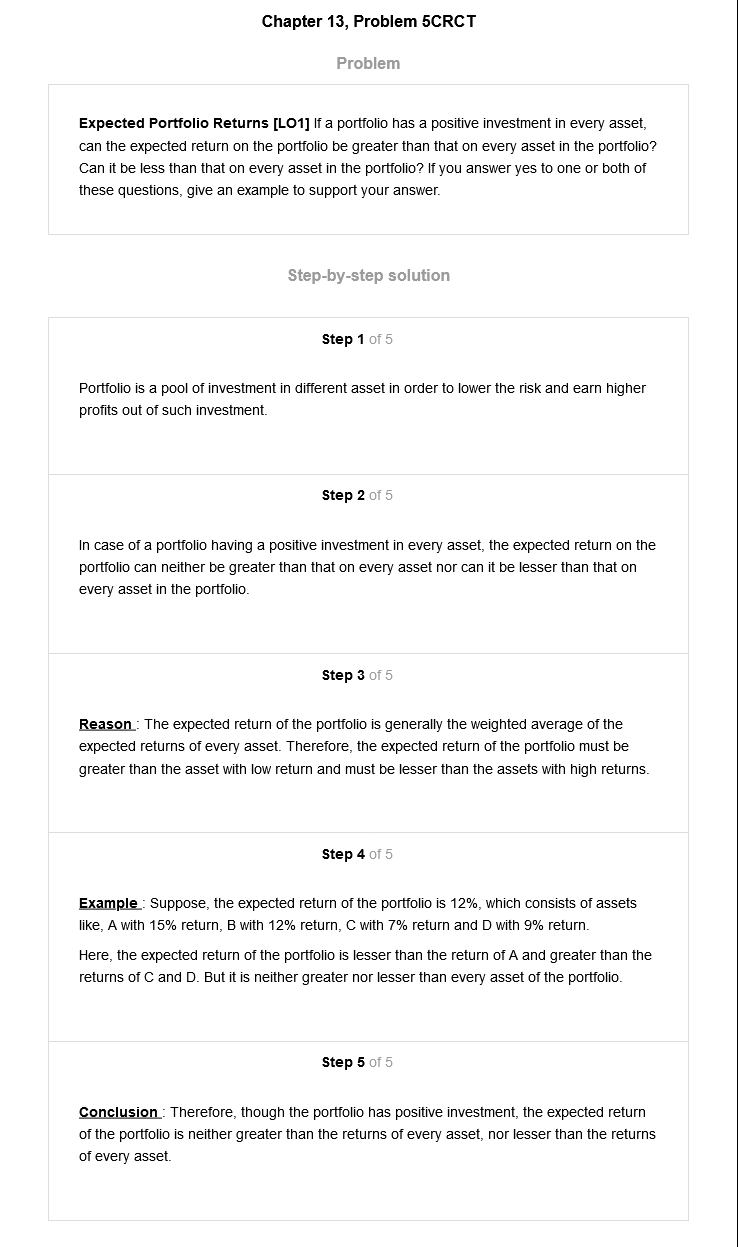 Chapter 13, Problem 5CRCT
Problem
Expected Portfolio Returns [LO1] If a portfolio has a positive investment in every asset,
can the expected return on the portfolio be greater than that on every asset in the portfolio?
Can it be less than that on every asset in the portfolio? If you answer yes to one or both of
these questions, give an example to support your answer.
Step-by-step solution
Step 1 of 5
Portfolio is a pool of investment in different asset in order to lower the risk and earn higher
profits out of such investment.
Step 2 of 5
In case of a portfolio having a positive investment in every asset, the expected return on the
portfolio can neither be greater than that on every asset nor can it be lesser than that on
every asset in the portfolio.
Step 3 of 5
Reason : The expected return of the portfolio is generally the weighted average of the
expected returns of every asset. Therefore, the expected return of the portfolio must be
greater than the asset with low return and must be lesser than the assets with high returns.
Step 4 of 5
Example : Suppose, the expected return of the portfolio is 12%, which consists of assets
like, A with 15% return, B with 12% return, C with 7% return and D with 9% return.
Here, the expected return of the portfolio is lesser than the return of A and greater than the
returns of C and D. But it is neither greater nor lesser than every asset of the portfolio.
Step 5 of 5
Conclusion : Therefore, though the portfolio has positive investment, the expected return
of the portfolio is neither greater than the returns of every asset, nor lesser than the returns
of every asset.